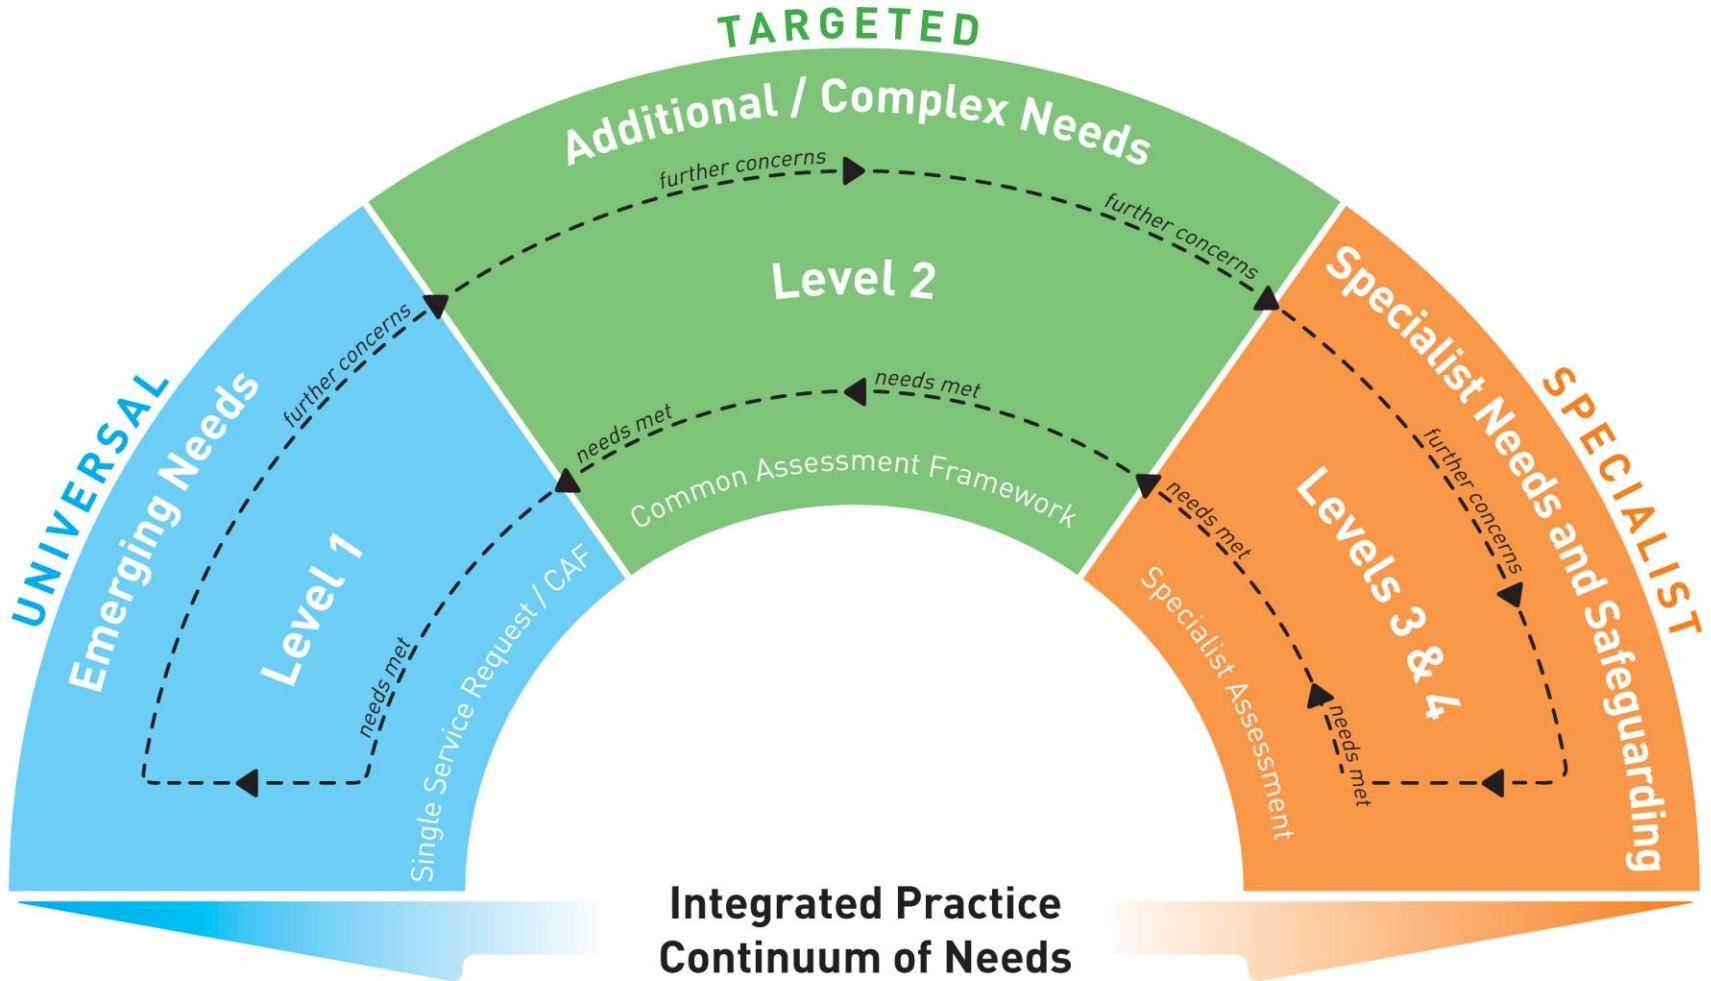 TARGETED
Additional / Complex Needs
further concerns
further concerns
Level 2
needs met
needs met
Common Assessment Framework
UNIVERSAL
Emerging Needs
further concerns
Level 1
needs met
Single Service Request / CAF
SPECIALIST
Specialist Needs and Safeguarding
further concerns
Levels 3 & 4
needs met
needs met
Specialist Assessment
Integrated Practice
Continuum of Needs